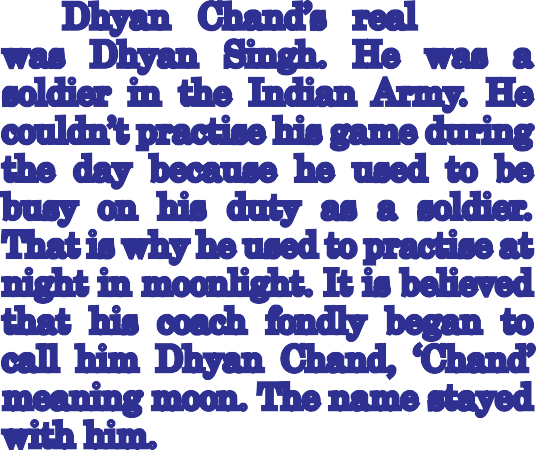 Dhyan Chand's real
was Dhyan Singh. He was a
soldier in the Indian Army. He
couldn't practise his game during
the day because he used to be
busy on his duty as a soldier.
That is why he used to practise at
night in moonlight. It is believed
that his coach fondly began to
call him Dhyan Chand, ‘Chand’
meaning moon. The name stayed
with him.